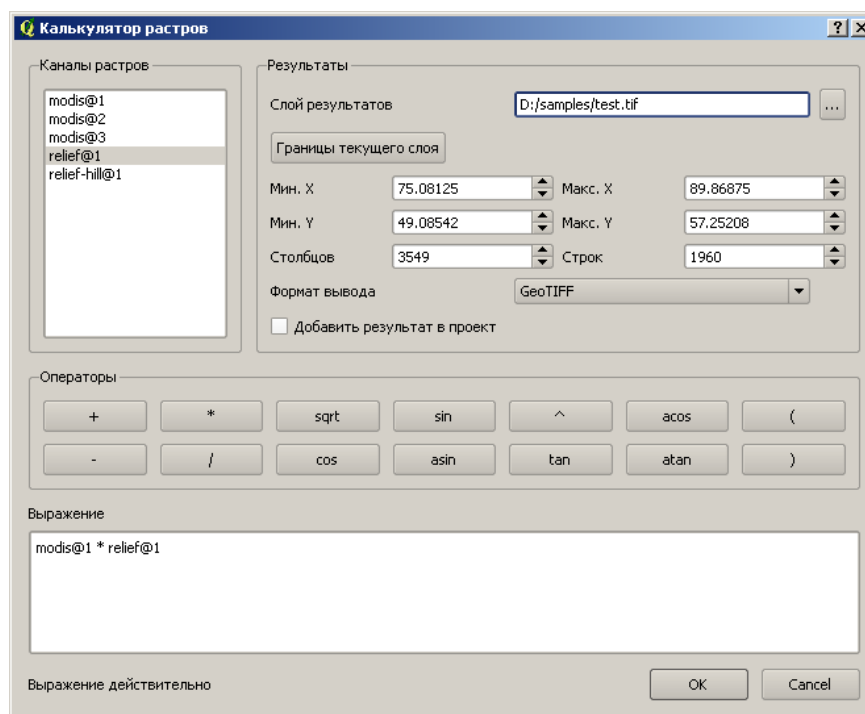 Калькулятор растров
Каналы растров
modis@1
modis@2
modis@3
relief@1
relief-hill@1
Результаты
Слой результатов D:/samples/test.tif ...
Границы текущего слоя
Мин. X 75.08125 Макс. X 89.86875
Мин. Y 49.08542 Макс. Y 57.25208
Столбцов 3549 Строк 1960
Формат вывода GeoTIFF
Добавить результат в проект
Операторы
+ * sqrt sin ^ acos (
- / cos asin tan atan )
Выражение
modis@1 * relief@1
Выражение действительно OK Cancel